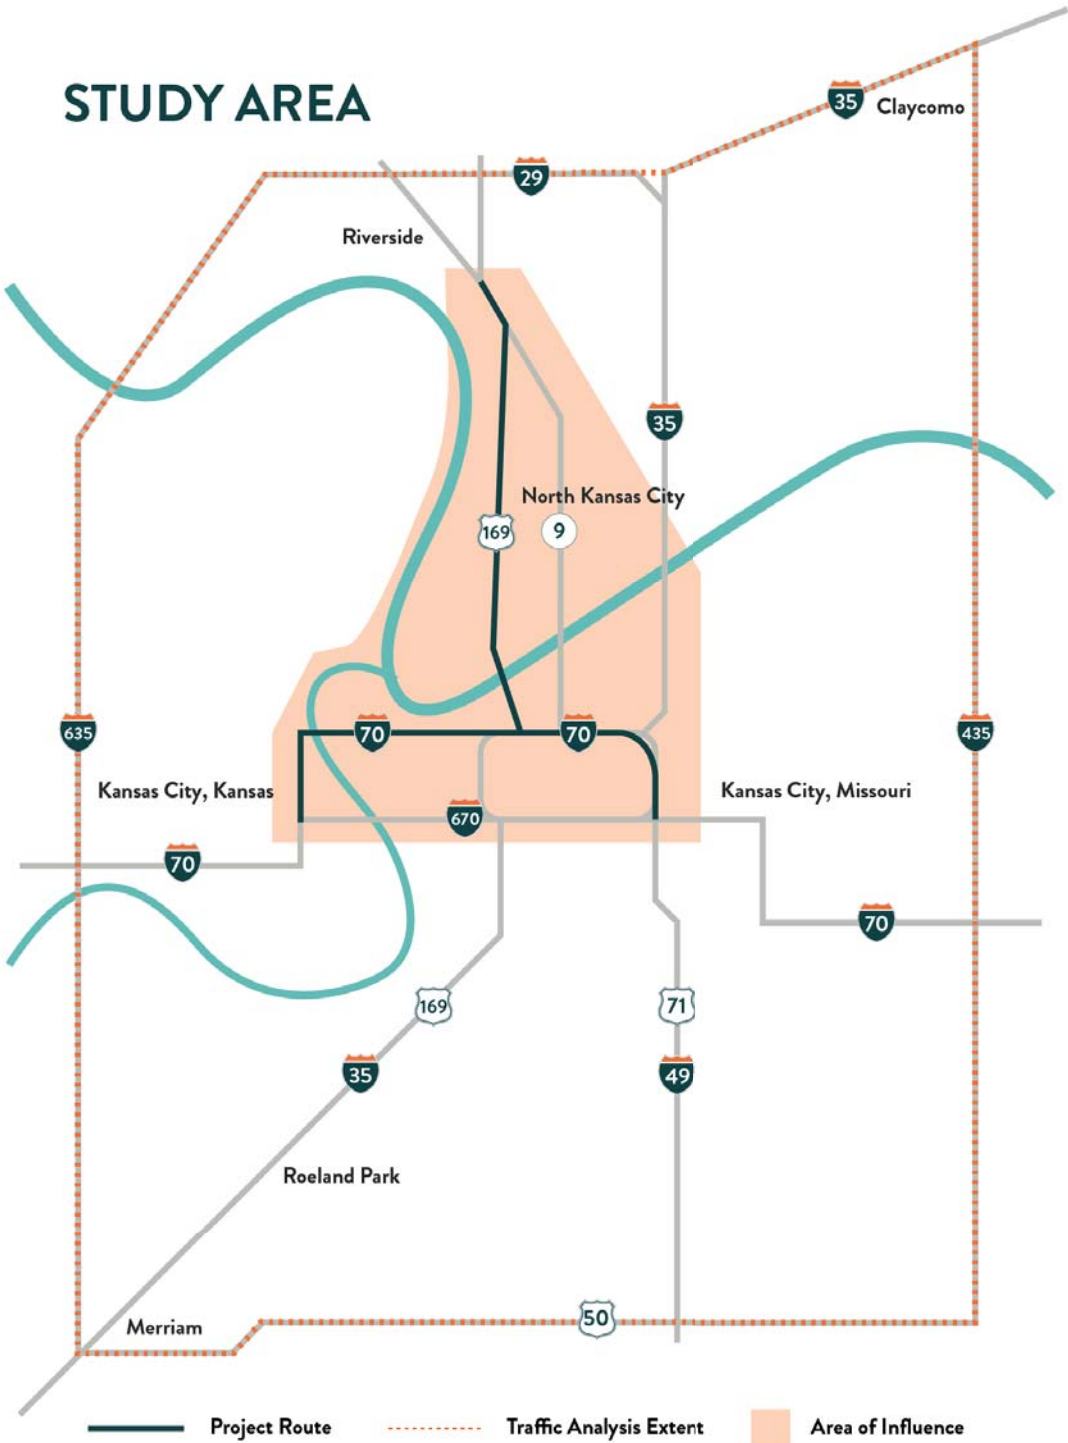 STUDY AREA
35
Claycomo
29
Riverside
35
North Kansas City
169
9
635
70
70
435
Kansas City, Kansas
Kansas City, Missouri
670
70
70
169
71
35
49
Roeland Park
50
Merriam
Project Route
Traffic Analysis Extent
Area of Influence